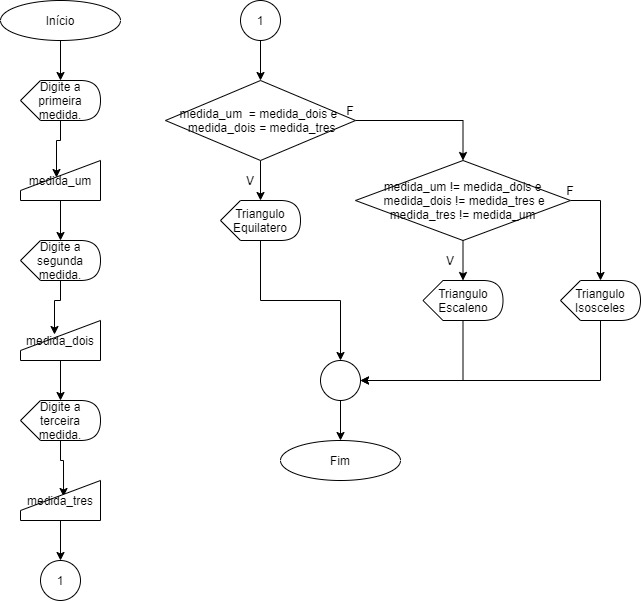 Início
Digite a
primeira
medida.
medida_um
Digite a
segunda
medida.
medida_dois
Digite a
terceira
medida.
medida_tres
1
1
medida_um = medida_dois e
medida_dois = medida_tres
F
V
Triangulo
Equilatero
medida_um != medida_dois e
medida_dois != medida_tres e
medida_tres != medida_um
F
V
Triangulo
Escaleno
Triangulo
Isosceles
Fim